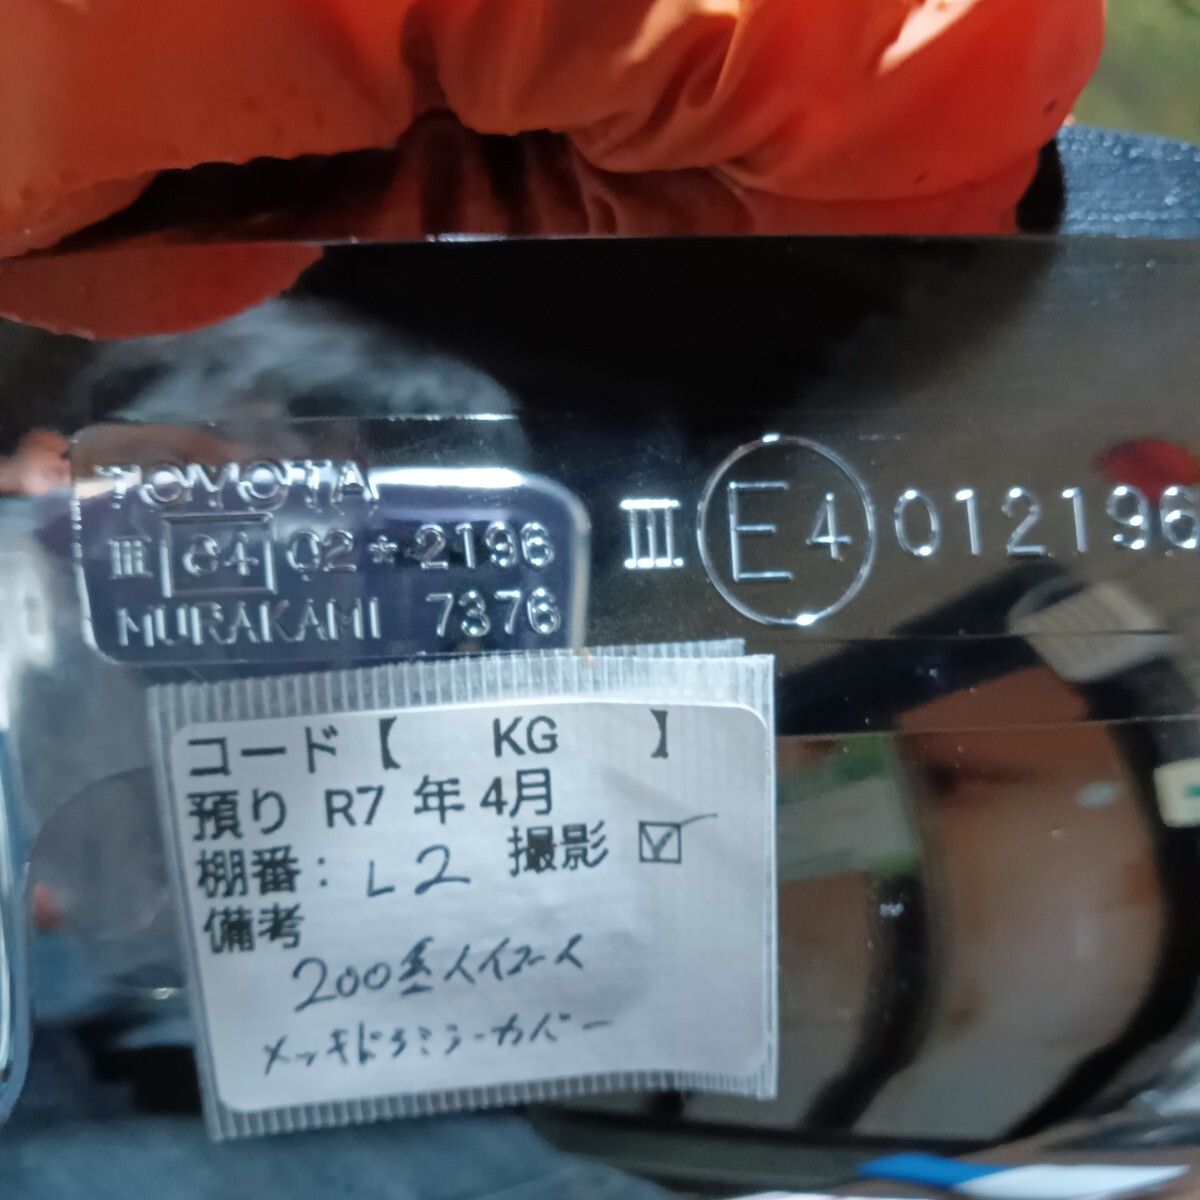 TOYOTA
III e4 02*2196
MURAKAMI 7376
III E4 012196
コード【 KG 】
預り R7 年 4月
棚番: L2 撮影 ☑
備考
200系ハイエース
メッキドアミラーカバー